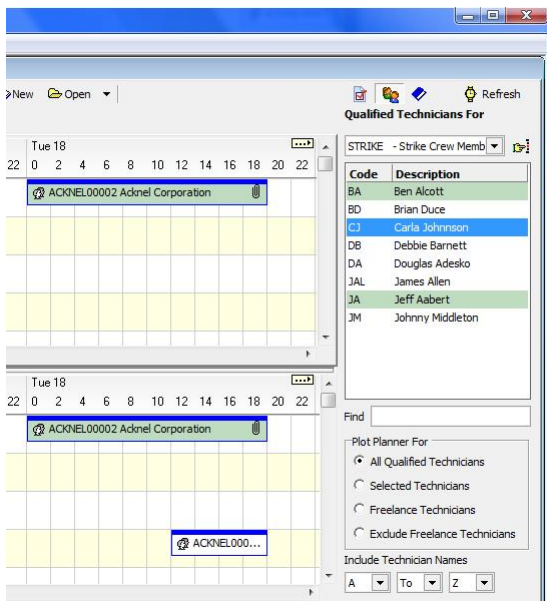 New Open Refresh
Qualified Technicians For
STRIKE - Strike Crew Memb
Tue 18
22 0 2 4 6 8 10 12 14 16 18 20 22
ACKNEL00002 Acknel Corporation
Code Description
BA Ben Alcott
BD Brian Duce
CJ Carla Johnnson
DB Debbie Barnett
DA Douglas Adesko
JAL James Allen
JA Jeff Aabert
JM Johnny Middleton
Tue 18
22 0 2 4 6 8 10 12 14 16 18 20 22
ACKNEL00002 Acknel Corporation
ACKNEL000...
Find
Plot Planner For
All Qualified Technicians
Selected Technicians
Freelance Technicians
Exclude Freelance Technicians
Include Technician Names
A To Z